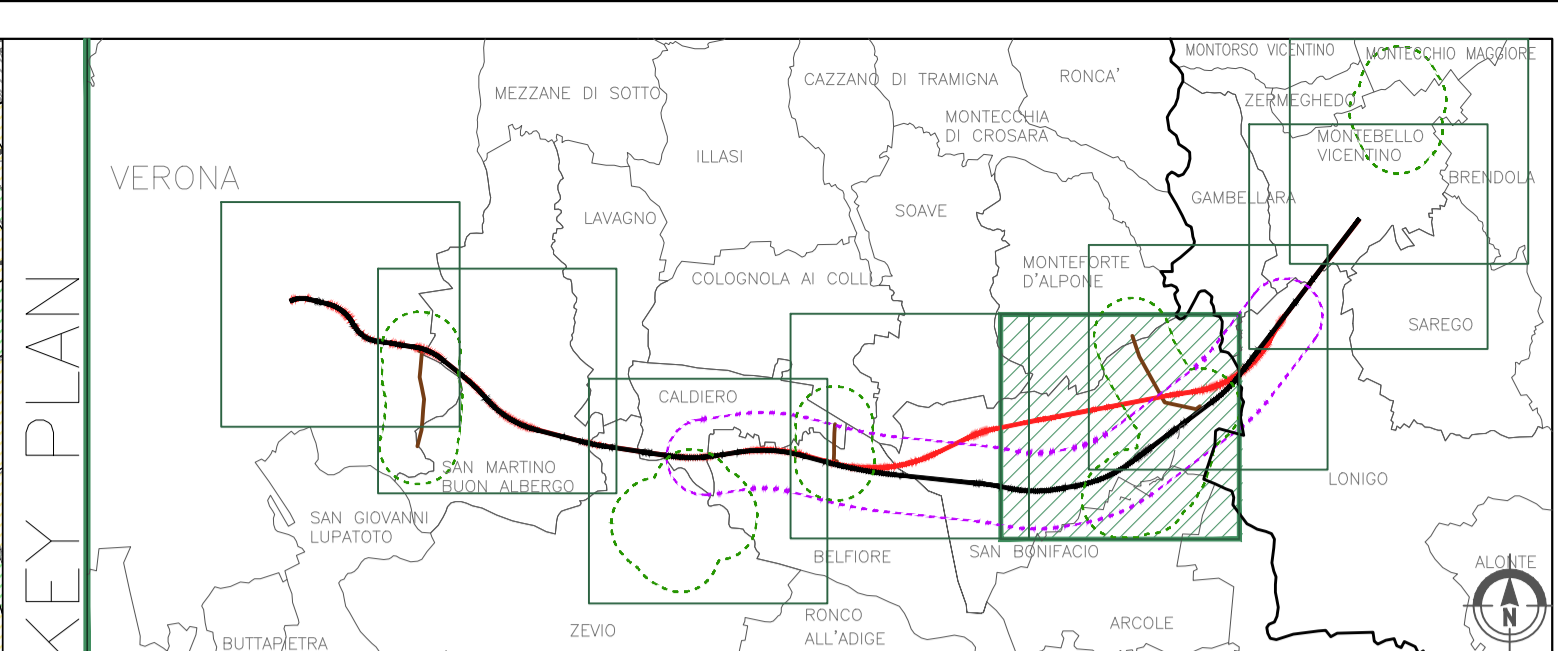 KEY PLAN
MONTORSO VICENTINO
MONTECCHIO MAGGIORE
CAZZANO DI TRAMIGNA
RONCA'
MEZZANE DI SOTTO
ZERMEGHEDO
MONTECCHIA
DI CROSARA
MONTEBELLO
VICENTINO
ILLASI
VERONA
BRENDOLA
GAMBELLARA
SOAVE
LAVAGNO
MONTEFORTE
D'ALPONE
COLOGNOLA AI COLLI
SAREGO
CALDIERO
SAN MARTINO
BUON ALBERGO
LONIGO
SAN GIOVANNI
LUPATOTO
SAN BONIFACIO
BELFIORE
ALONTE
N
RONCO
ALL'ADIGE
ARCOLE
ZEVIO
BUTTAPIETRA